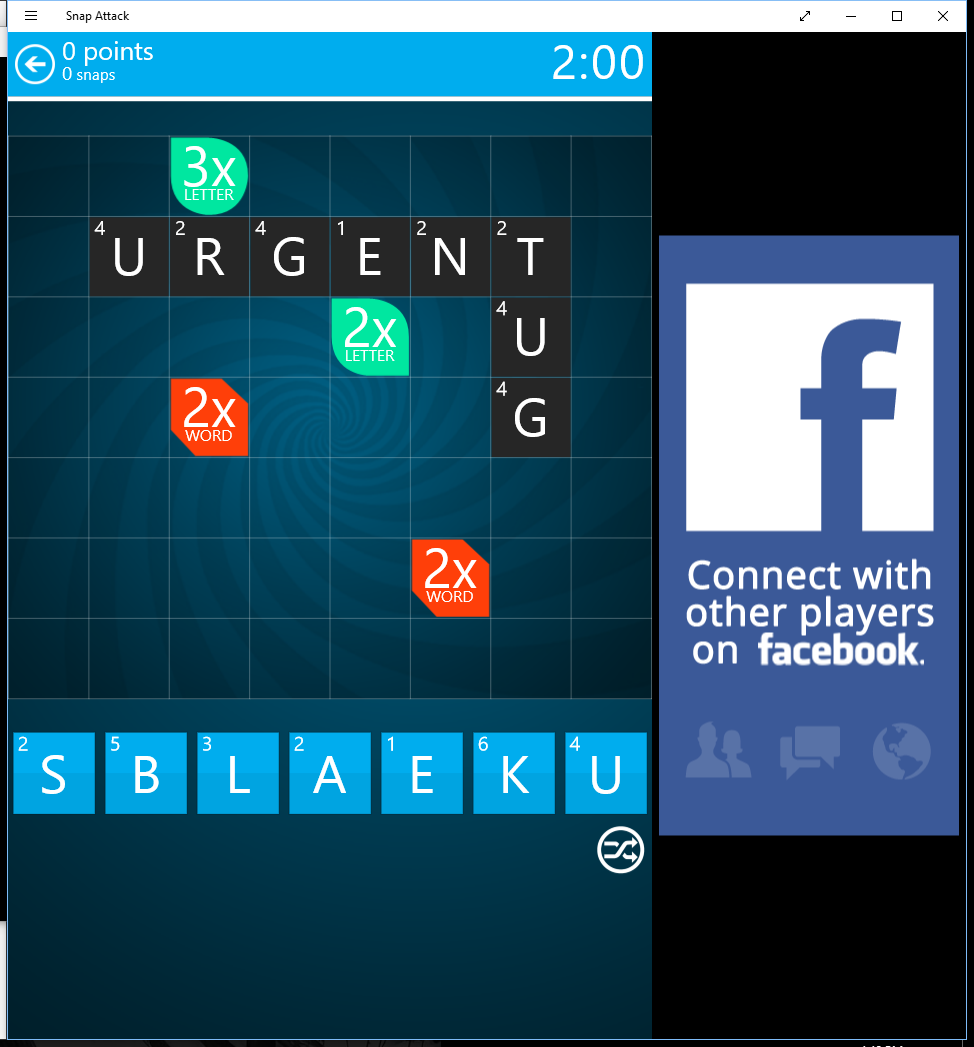 Snap Attack
0 points
0 snaps
2:00
3x
LETTER
4 U 2 R 4 G 1 E 2 N 2 T
2x
LETTER
4 U
2x
WORD
4 G
2x
WORD
2 S 5 B 3 L 2 A 1 E 6 K 4 U
f
Connect with
other players
on facebook.